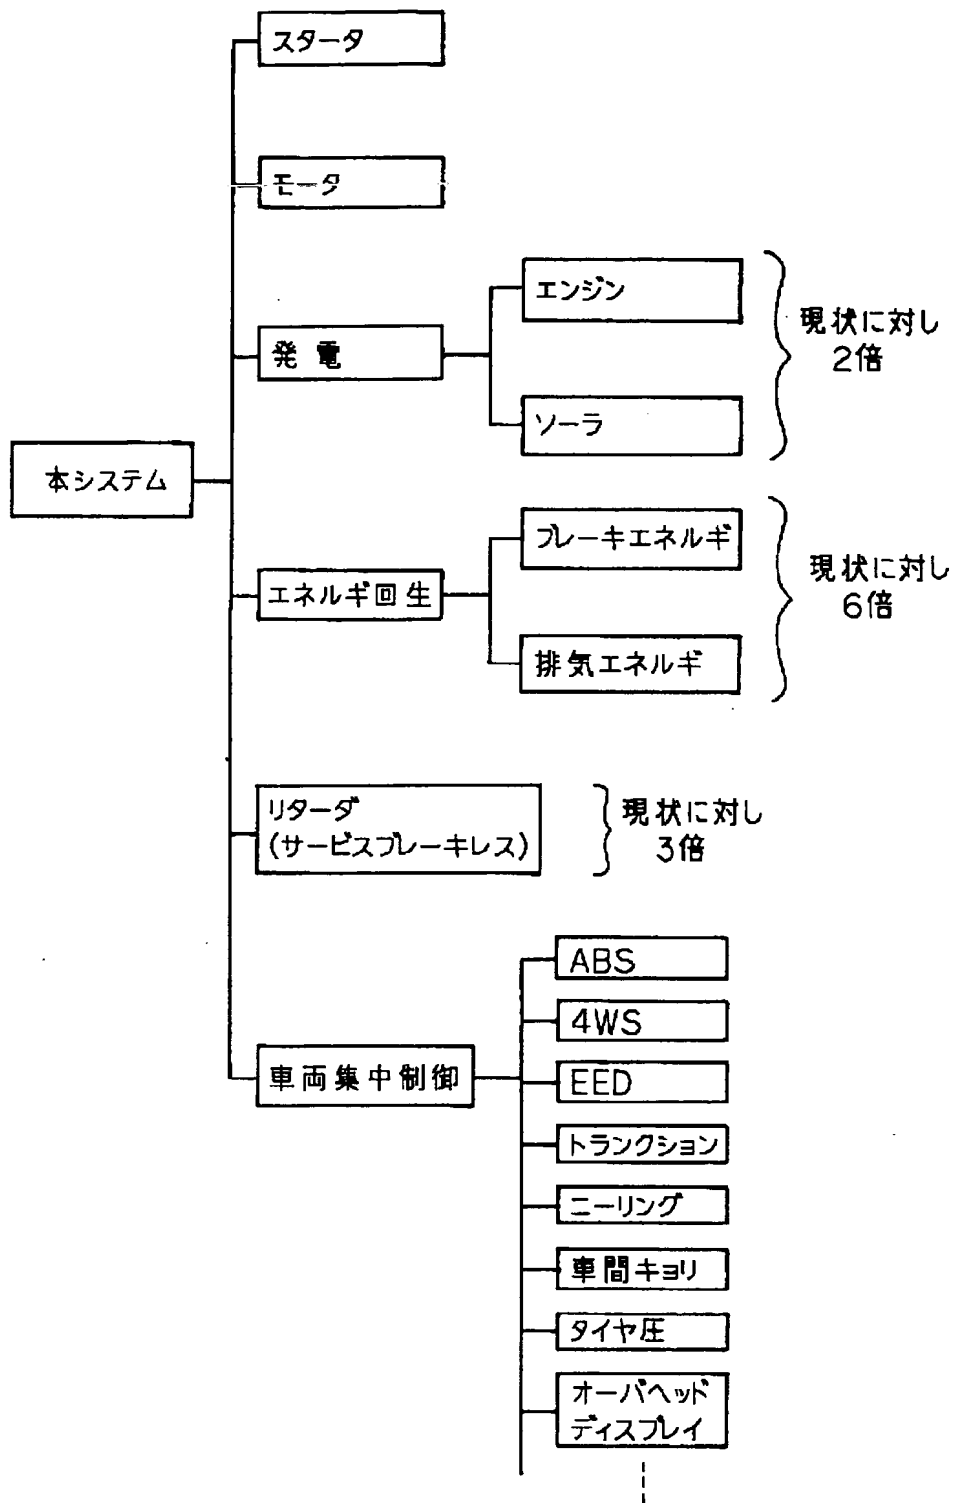 スタータ
モータ
発電
エンジン
ソーラ
現状に対し
2倍
本システム
エネルギ回生
ブレーキエネルギ
排気エネルギ
現状に対し
6倍
リターダ
(サービスブレーキレス)
現状に対し
3倍
車両集中制御
ABS
4WS
EED
トランクション
ニーリング
車間キョリ
タイヤ圧
オーバヘッド
ディスプレイ